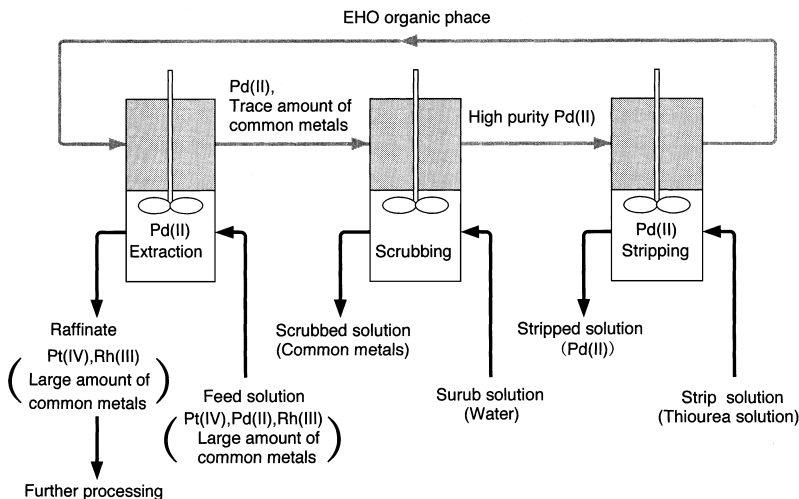 EHO organic phace
Pd(II),
Trace amount of
common metals
High purity Pd(II)
Pd(II)
Extraction
Scrubbing
Pd(II)
Stripping
Raffinate
Pt(IV),Rh(III)
Large amount of
common metals
Further processing
Feed solution
Pt(IV),Pd(II),Rh(III)
Large amount of
common metals
Scrubbed solution
(Common metals)
Surub solution
(Water)
Stripped solution
(Pd(II))
Strip solution
(Thiourea solution)